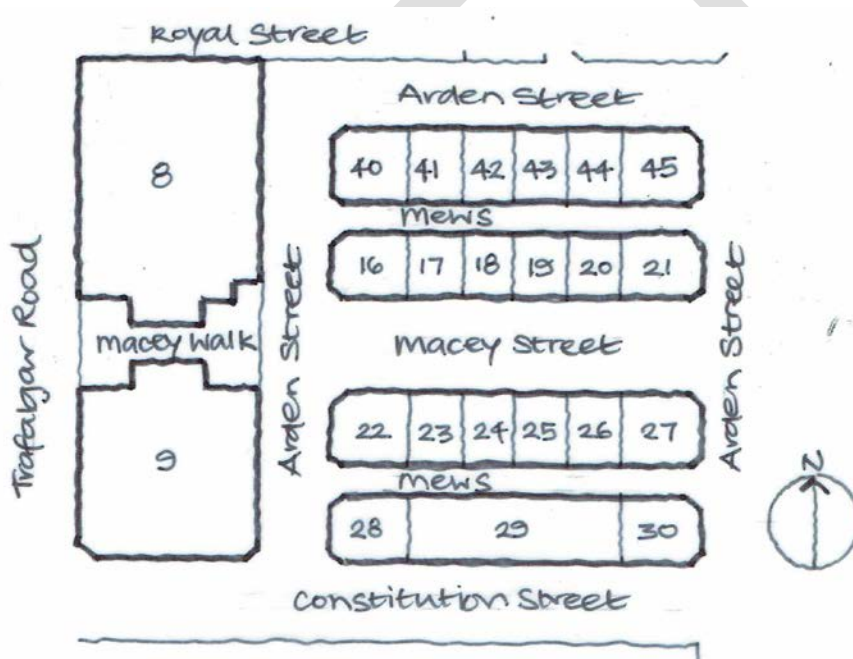 Royal Street
Arden Street
8
40 41 42 43 44 45
mews
16 17 18 19 20 21
Trafalgar Road
macey walk
Arden Street
macey Street
Arden Street
22 23 24 25 26 27
9
mews
28 29 30
N
Constitution Street